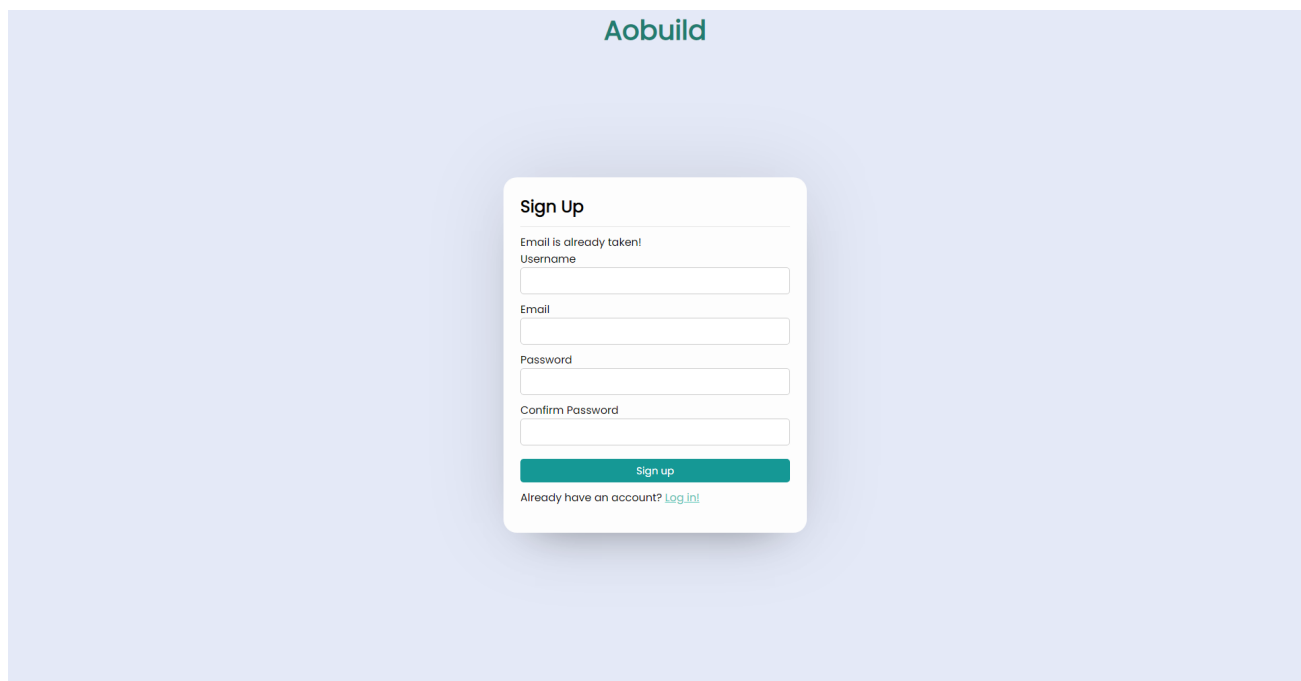 Aobuild
Sign Up
Email is already taken!
Username
Email
Password
Confirm Password
Sign up
Already have an account? Log in!